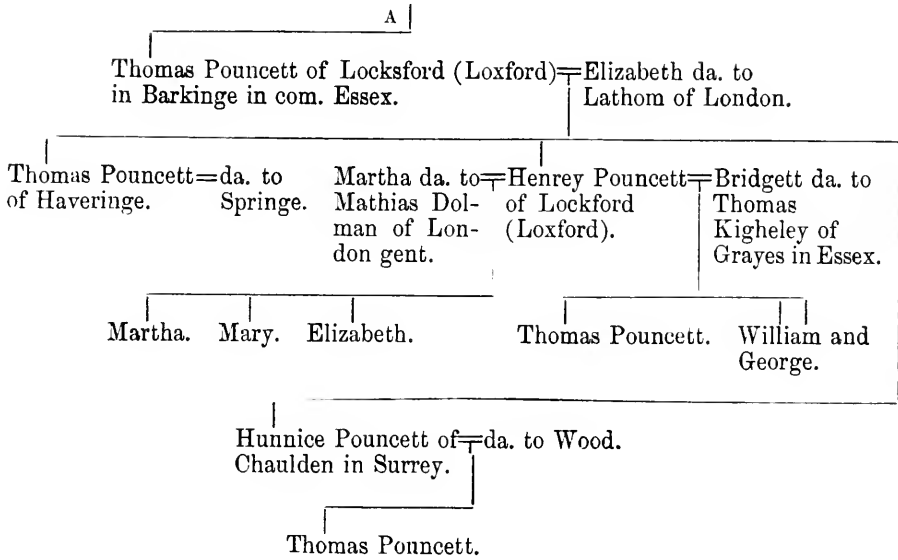 A
Thomas Pouncett of Locksford (Loxford)=Elizabeth da. to
in Barkinge in com. Essex. Lathom of London.
Thomas Pouncett=da. to Martha da. to=Henrey Pouncett=Bridgett da. to
of Haveringe. Springe. Mathias Dol- of Lockford Thomas
man of Lon- (Loxford). Kigheley of
don gent. Grayes in Essex.
Martha. Mary. Elizabeth. Thomas Pouncett. William and
George.
Hunnice Pouncett of=da. to Wood.
Chaulden in Surrey.
Thomas Pouncett.